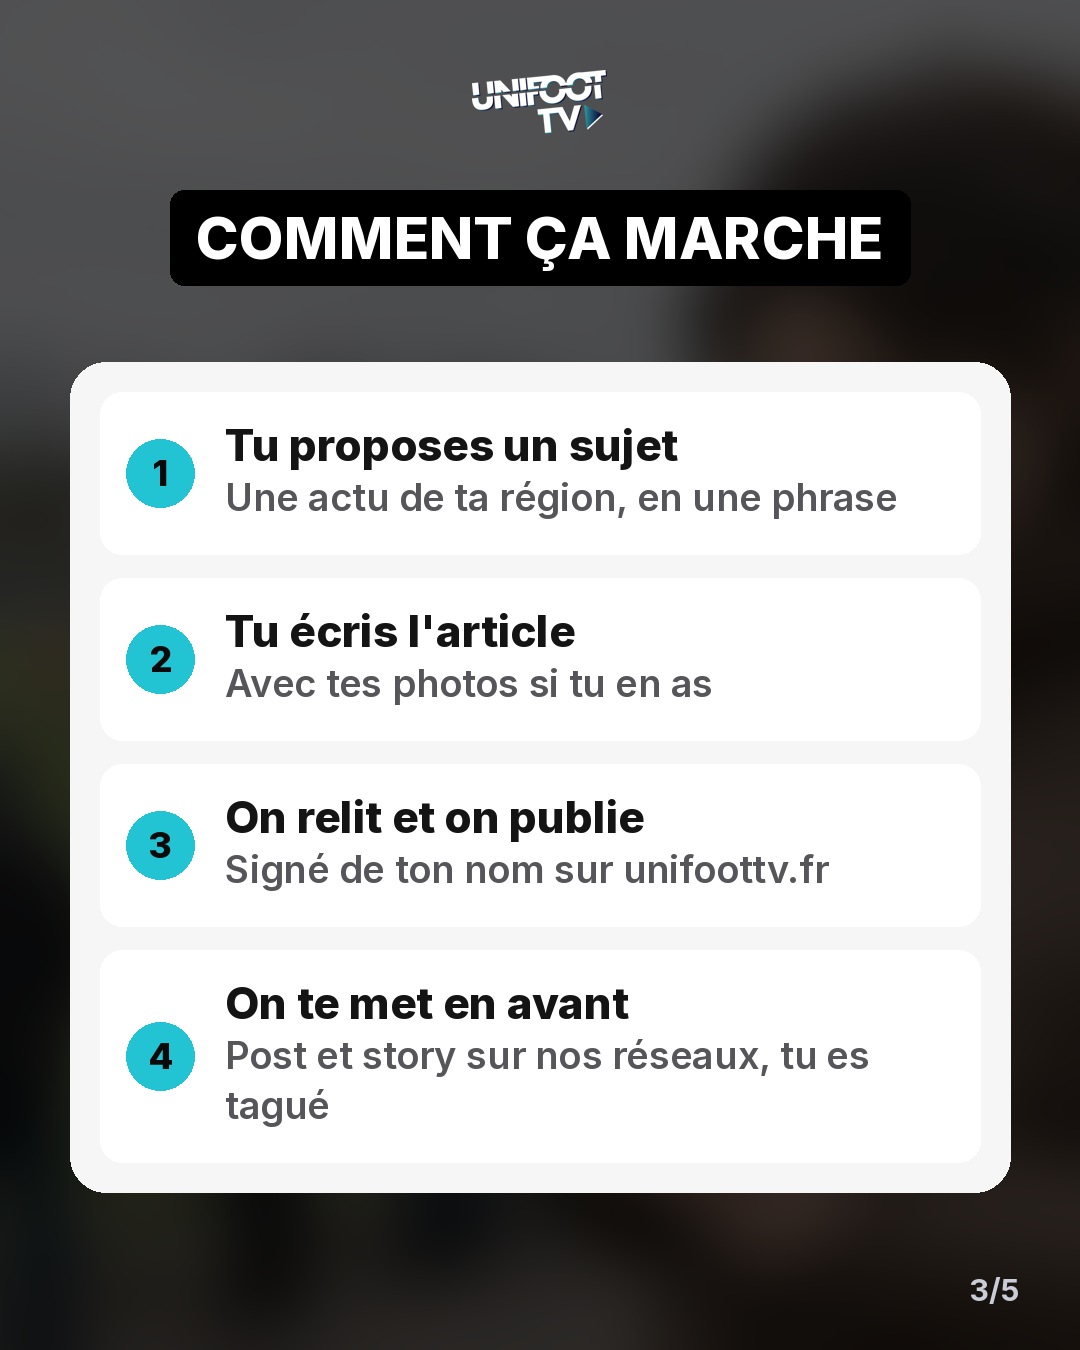 UNIFOOT
TV
COMMENT ÇA MARCHE
1
Tu proposes un sujet
Une actu de ta région, en une phrase
2
Tu écris l'article
Avec tes photos si tu en as
3
On relit et on publie
Signé de ton nom sur unifoottv.fr
4
On te met en avant
Post et story sur nos réseaux, tu es
tagué
3/5